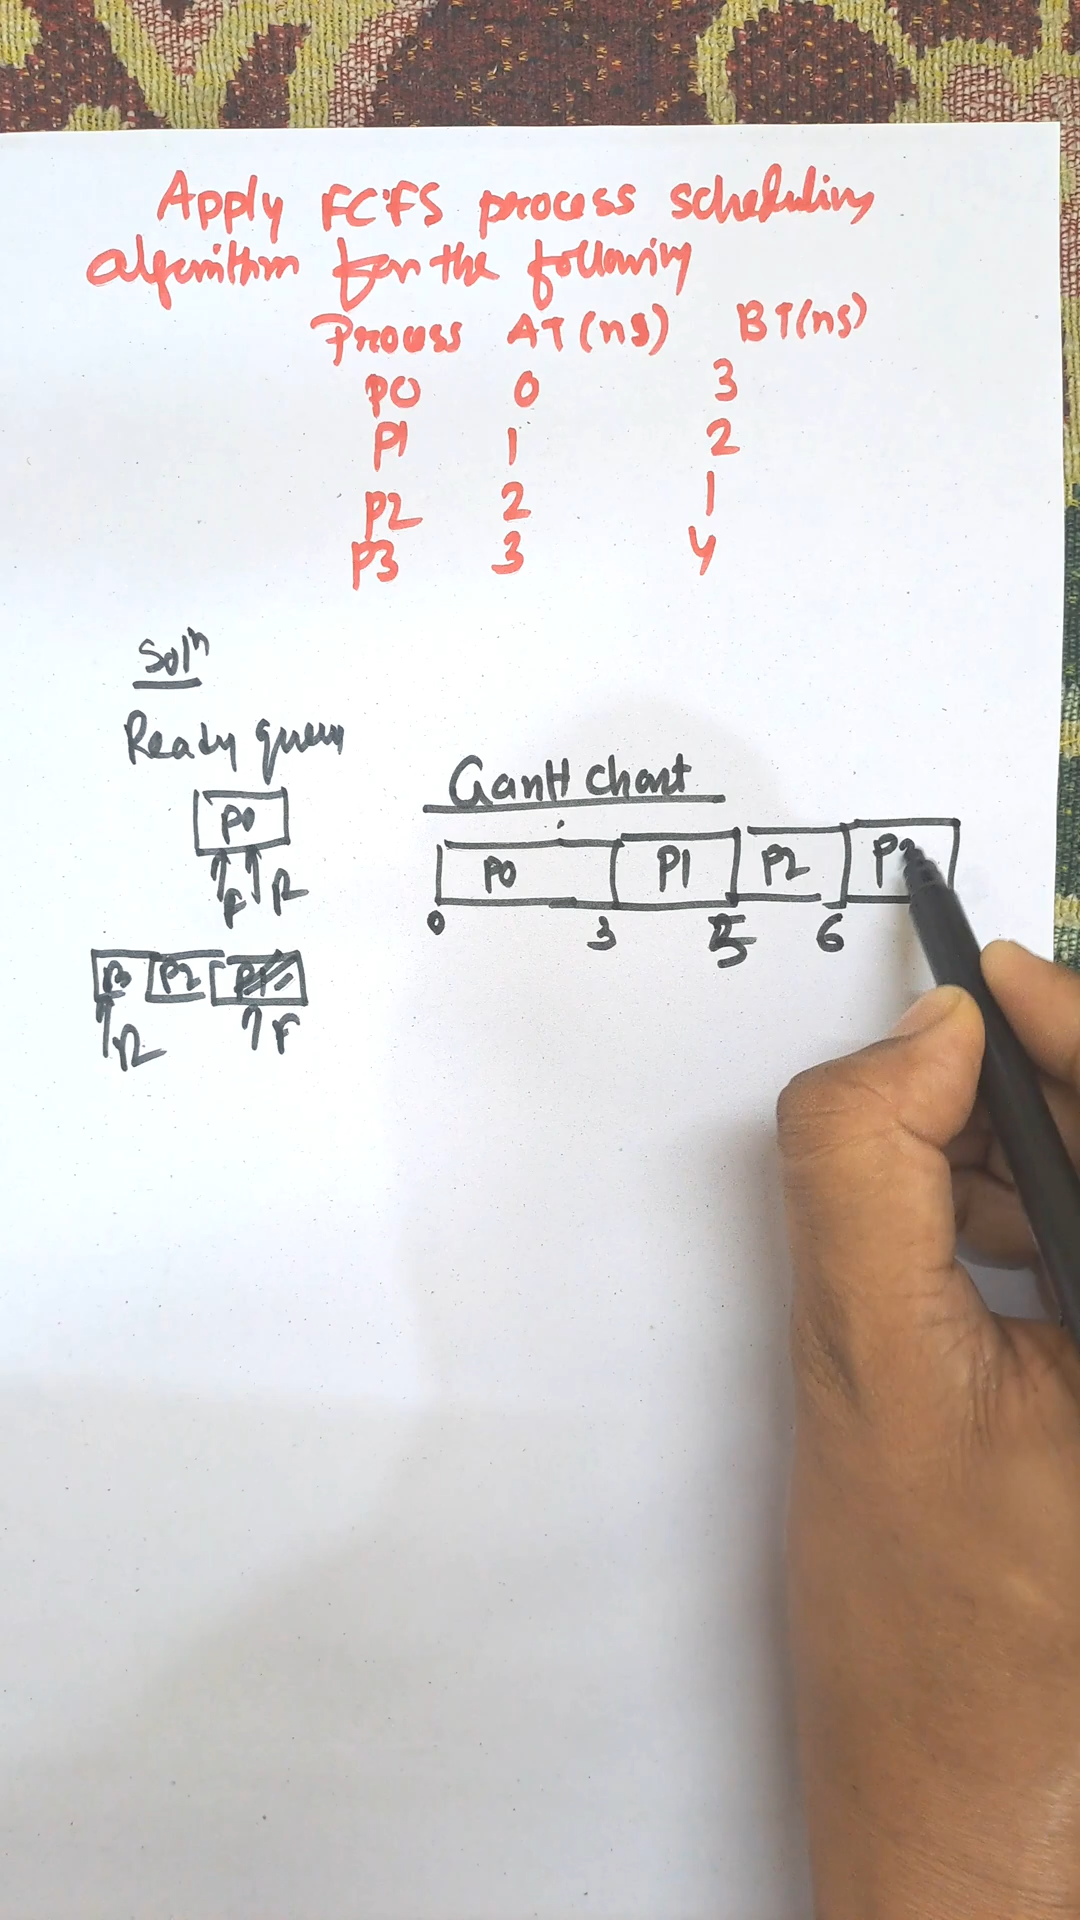 Apply FCFS process scheduling
algorithm for the following
Process AT(ns) BT(ns)
P0 0 3
P1 1 2
P2 2 1
P3 3 4
Soln
Ready queue
Gantt chart
P0
P0 P1 P2
F R
0 3 5 6
P3 P2 P1
R F